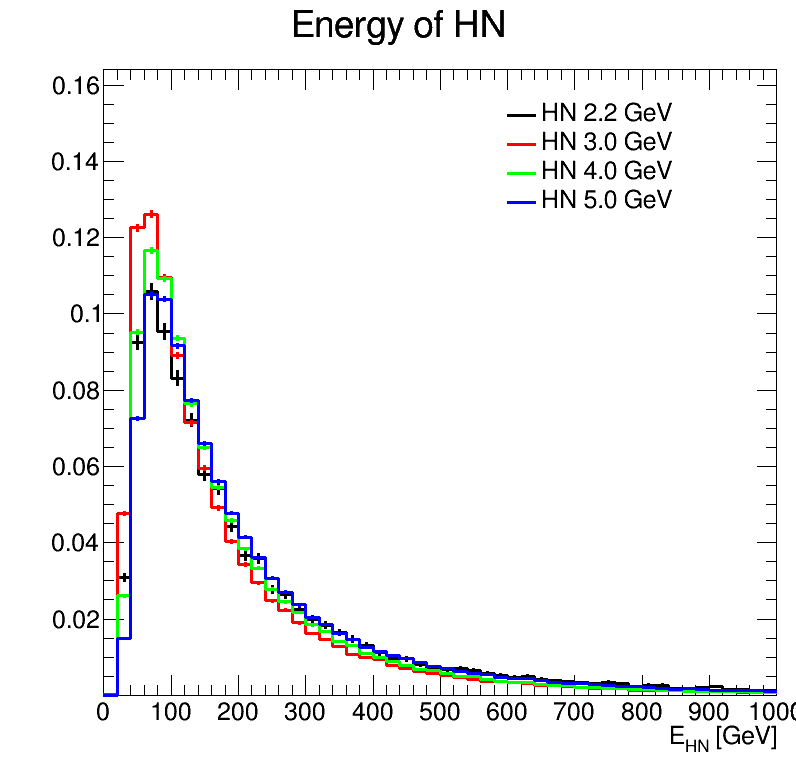 Energy of HN
HN 2.2 GeV
HN 3.0 GeV
HN 4.0 GeV
HN 5.0 GeV
0.16
0.14
0.12
0.1
0.08
0.06
0.04
0.02
0 100 200 300 400 500 600 700 800 900 1000
E_HN [GeV]